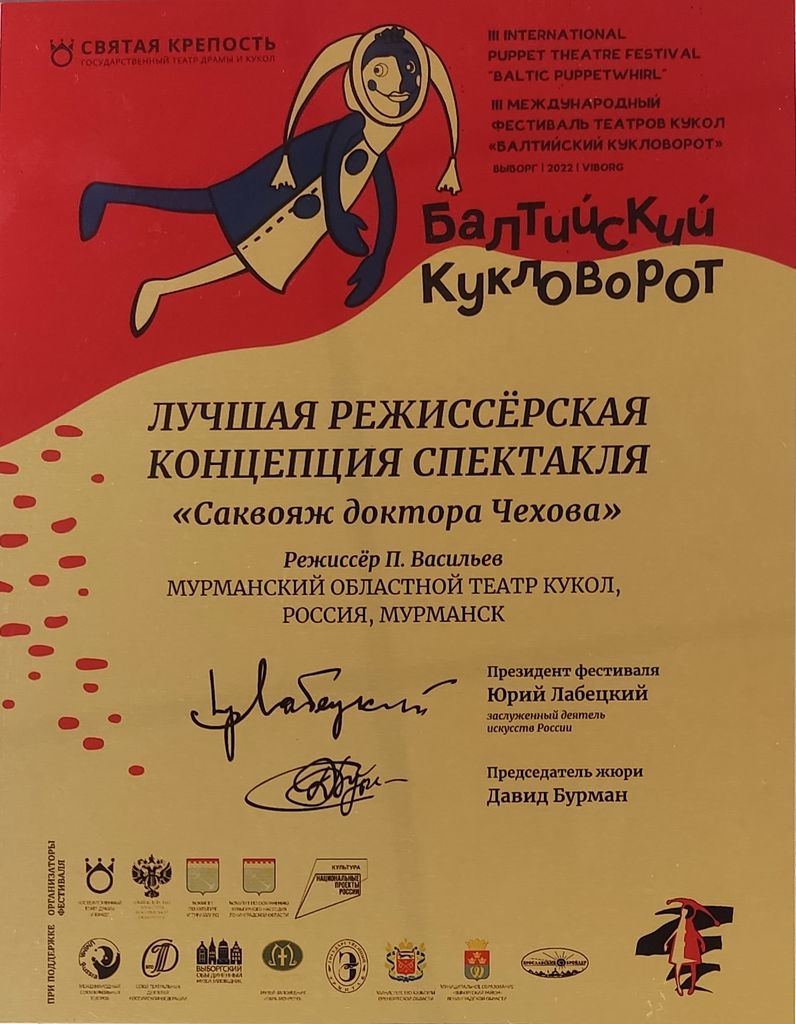 СВЯТАЯ КРЕПОСТЬ
ГОСУДАРСТВЕННЫЙ ТЕАТР ДРАМЫ И КУКОЛ
III INTERNATIONAL
PUPPET THEATRE FESTIVAL
"BALTIC PUPPETWHIRL"
III МЕЖДУНАРОДНЫЙ
ФЕСТИВАЛЬ ТЕАТРОВ КУКОЛ
«БАЛТИЙСКИЙ КУКЛОВОРОТ»
ВЫБОРГ | 2022 | VIBORG
Балтийский
Кукловорот
ЛУЧШАЯ РЕЖИССЁРСКАЯ
КОНЦЕПЦИЯ СПЕКТАКЛЯ
«Саквояж доктора Чехова»
Режиссёр П. Васильев
МУРМАНСКИЙ ОБЛАСТНОЙ ТЕАТР КУКОЛ,
РОССИЯ, МУРМАНСК
Президент фестиваля
Юрий Лабецкий
заслуженный деятель
искусств России
Председатель жюри
Давид Бурман
ОРГАНИЗАТОРЫ
ФЕСТИВАЛЯ
КУЛЬТУРА
НАЦИОНАЛЬНЫЕ
ПРОЕКТЫ
РОССИИ
ПРИ ПОДДЕРЖКЕ
ВЫБОРГСКИЙ
ОБЪЕДИНЕННЫЙ